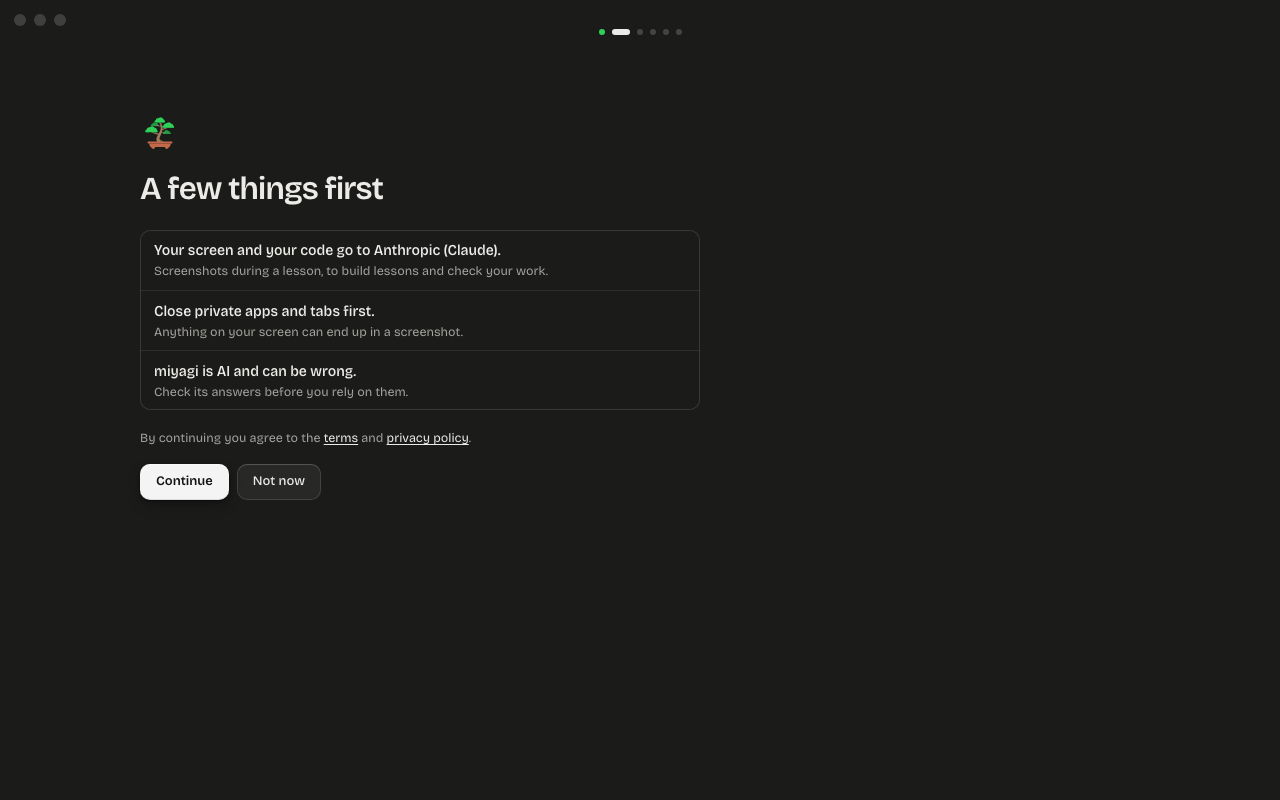 A few things first
Your screen and your code go to Anthropic (Claude).
Screenshots during a lesson, to build lessons and check your work.
Close private apps and tabs first.
Anything on your screen can end up in a screenshot.
miyagi is AI and can be wrong.
Check its answers before you rely on them.
By continuing you agree to the terms and privacy policy.
Continue
Not now